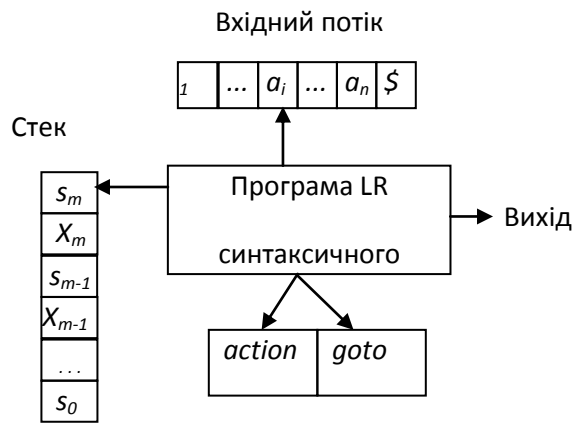 Вхідний потік
1 ... ai ... an $
Стек
sm
Xm
sm-1
Xm-1
...
s0
Програма LR
синтаксичного
Вихід
action goto